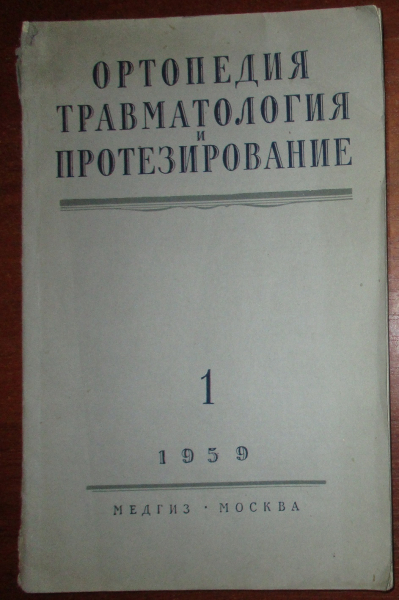 ОРТОПЕДИЯ
ТРАВМАТОЛОГИЯ
И
ПРОТЕЗИРОВАНИЕ
1
1959
МЕДГИЗ · МОСКВА